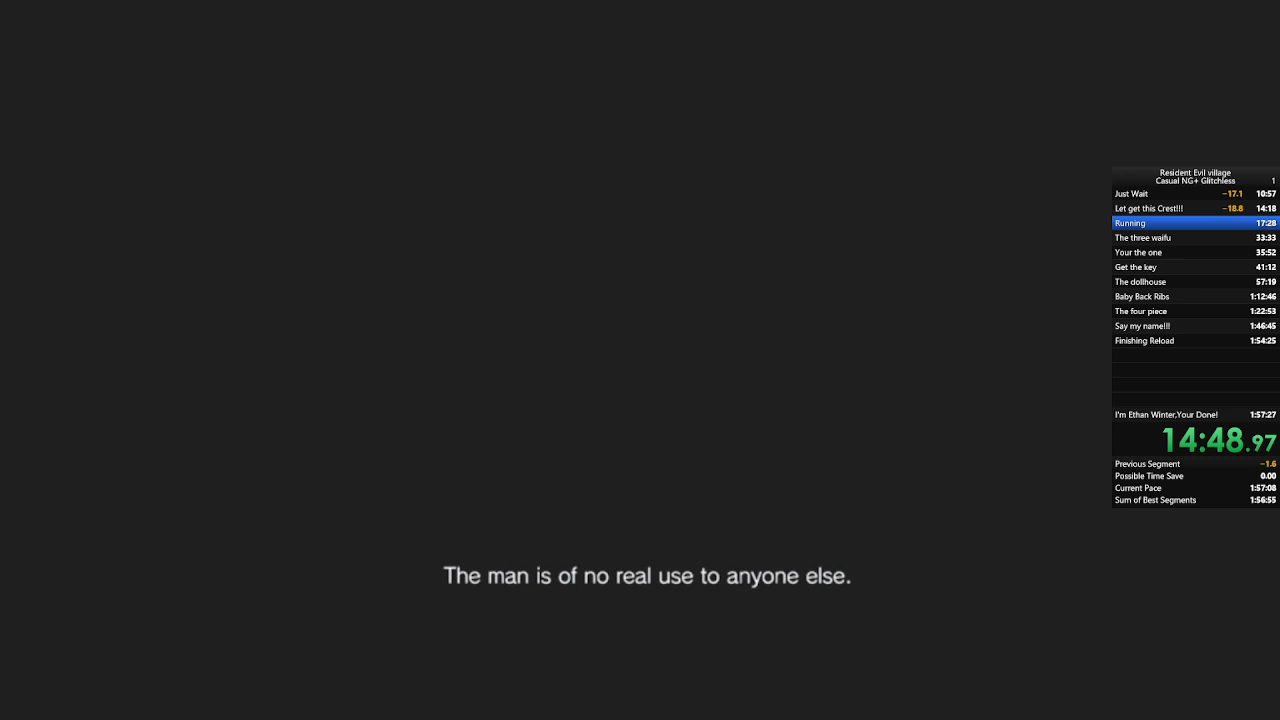 Resident Evil village
Casual NG+ Glitchless 1
Just Wait −17.1 10:57
Let get this Crest!!! −18.8 14:18
Running 17:28
The three waifu 33:33
Your the one 35:52
Get the key 41:12
The dollhouse 57:19
Baby Back Ribs 1:12:46
The four piece 1:22:53
Say my name!!! 1:46:45
Finishing Reload 1:54:25
I'm Ethan Winter,Your Done! 1:57:27
14:48.97
Previous Segment −1.6
Possible Time Save 0.00
Current Pace 1:57:08
Sum of Best Segments 1:56:55
The man is of no real use to anyone else.